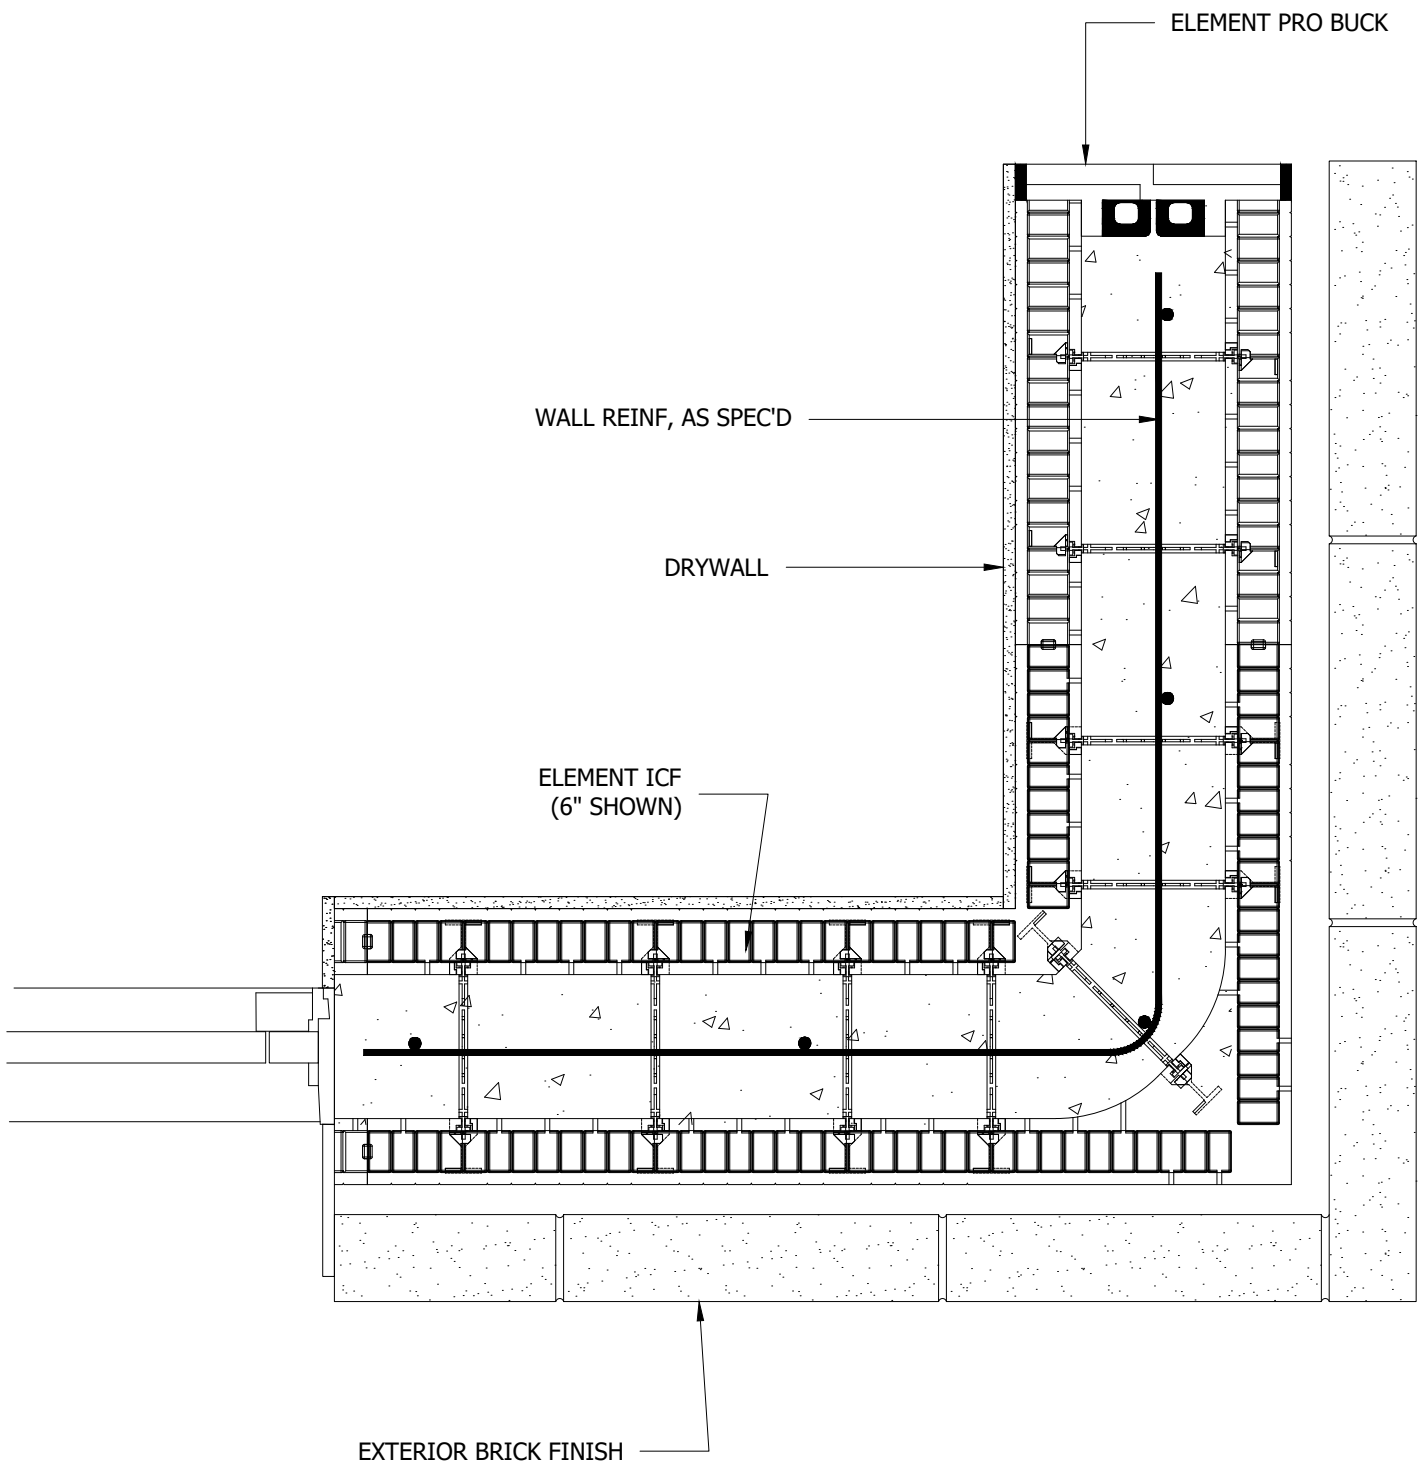 ELEMENT PRO BUCK
WALL REINF, AS SPEC'D
DRYWALL
ELEMENT ICF
(6" SHOWN)
EXTERIOR BRICK FINISH